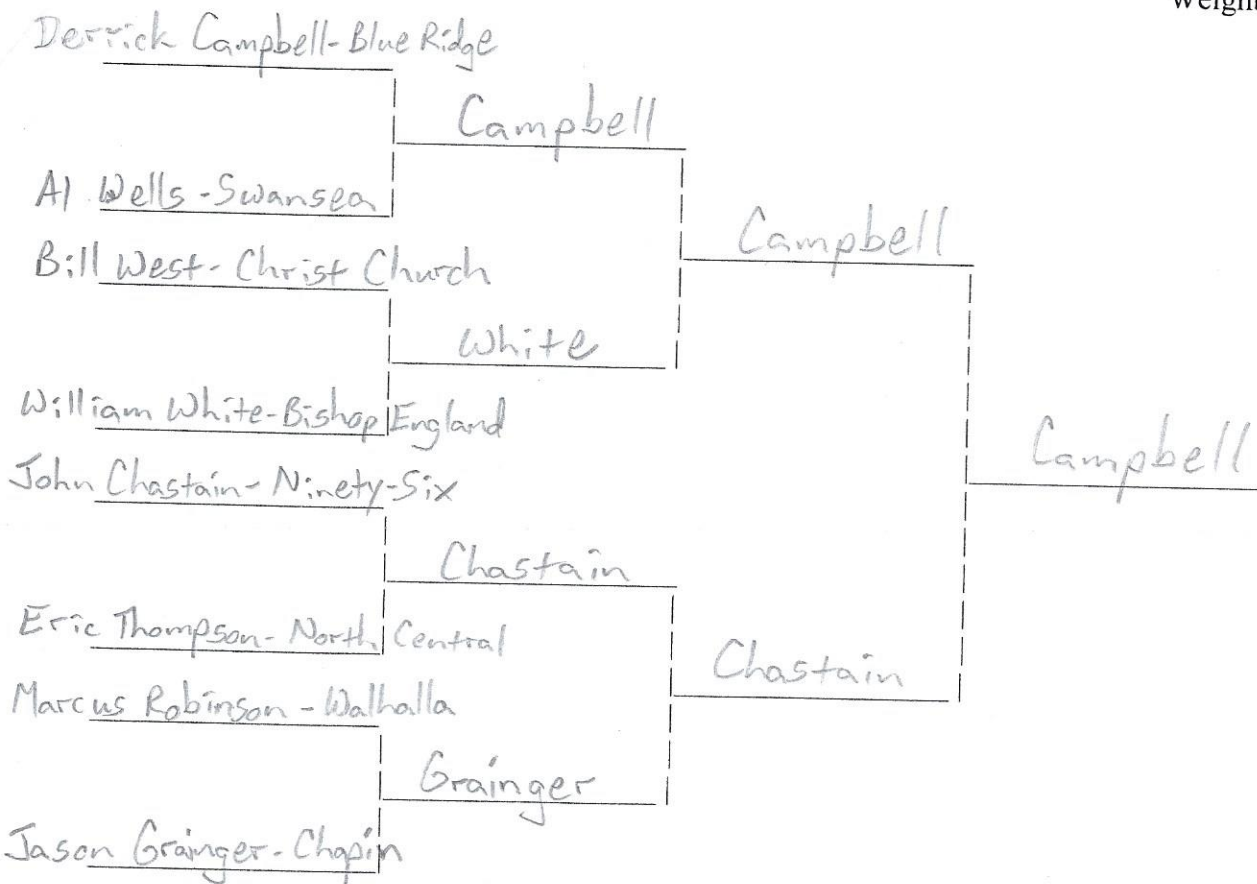 Weight
Derrick Campbell-Blue Ridge
Campbell
Al Wells-Swansea
Campbell
Bill West-Christ Church
White
William White-Bishop England
Campbell
John Chastain-Ninety-Six
Chastain
Eric Thompson-North Central
Chastain
Marcus Robinson-Walhalla
Grainger
Jason Grainger-Chapin